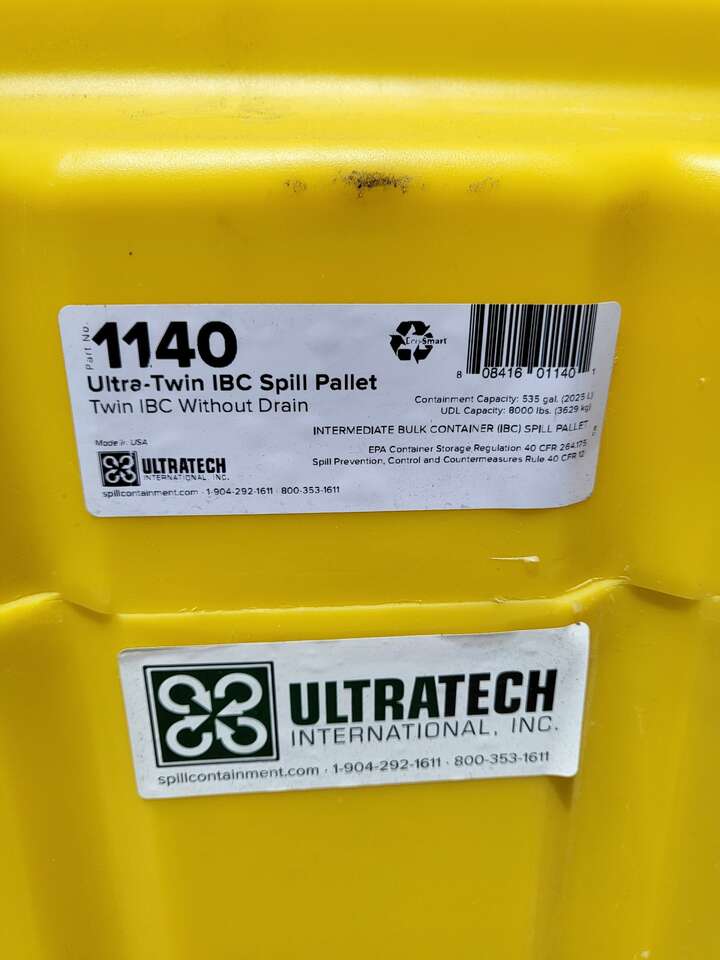 Part No.
1140
Ultra-Twin IBC Spill Pallet
Twin IBC Without Drain
Made in USA
ULTRATECH
INTERNATIONAL, INC.
spillcontainment.com · 1-904-292-1611 · 800-353-1611
Eco-Smart
8 08416 01140 1
Containment Capacity: 535 gal. (2025 L)
UDL Capacity: 8000 lbs. (3629 kg)
INTERMEDIATE BULK CONTAINER (IBC) SPILL PALLET
EPA Container Storage Regulation 40 CFR 264.175
Spill Prevention, Control and Countermeasures Rule 40 CFR 12
ULTRATECH
INTERNATIONAL, INC.
spillcontainment.com · 1-904-292-1611 · 800-353-1611